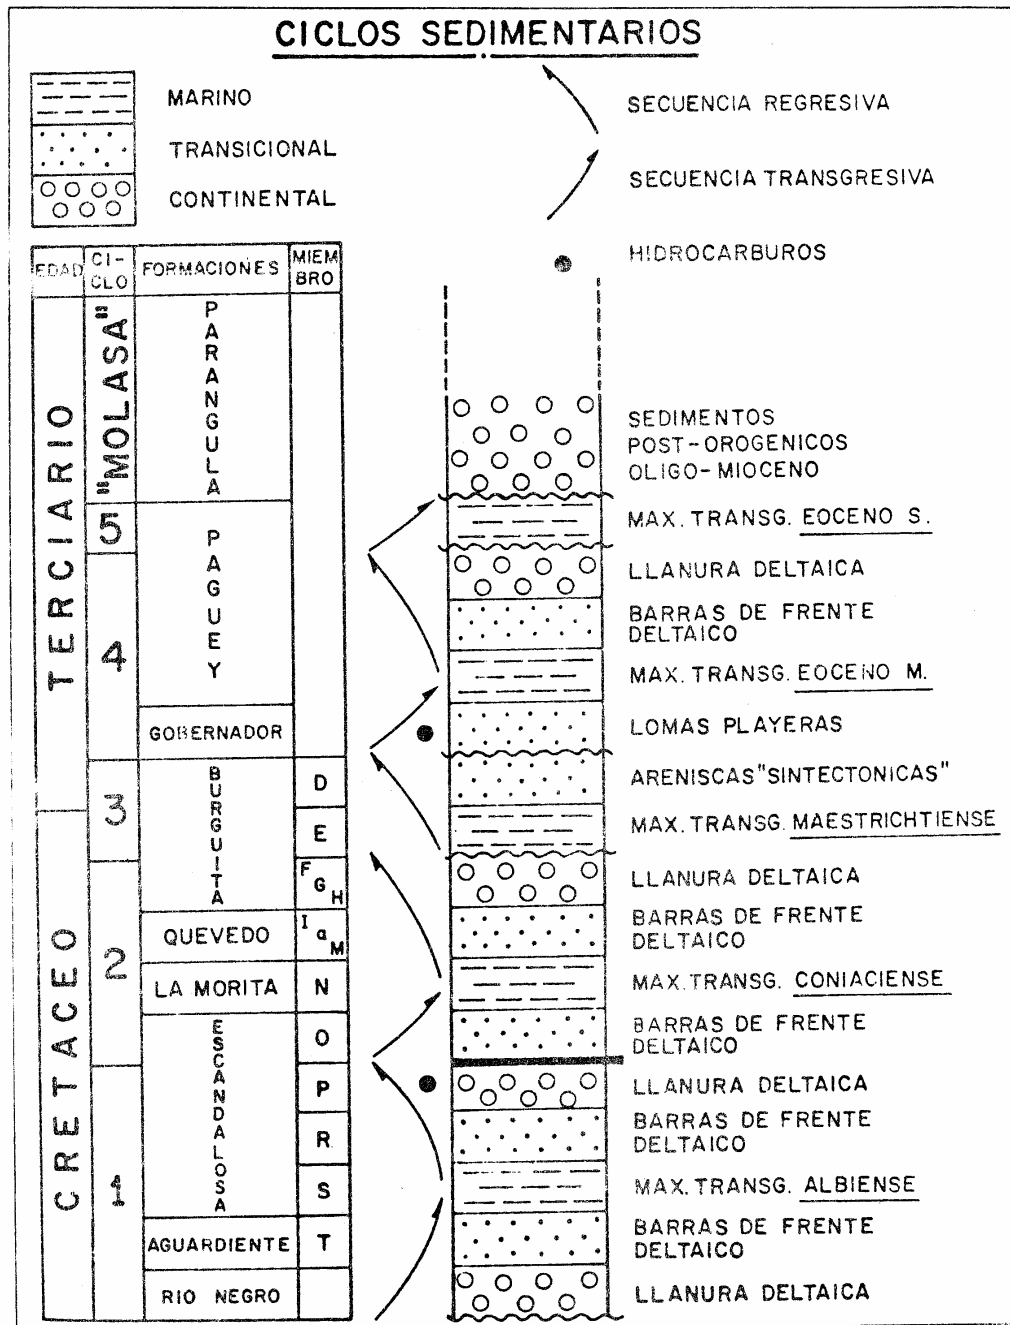 CICLOS SEDIMENTARIOS
MARINO
TRANSICIONAL
CONTINENTAL
SECUENCIA REGRESIVA
SECUENCIA TRANSGRESIVA
HIDROCARBUROS
EDAD
CI-
CLO
FORMACIONES
MIEM
BRO
TERCIARIO
CRETACEO
"MOLASA"
5
4
3
2
1
PARANGULA
PAGUEY
GOBERNADOR
BURGUITA
QUEVEDO
LA MORITA
ESCANDALOSA
AGUARDIENTE
RIO NEGRO
D
E
F G H
I a M
N
O
P
R
S
T
SEDIMENTOS
POST-OROGENICOS
OLIGO-MIOCENO
MAX. TRANSG. EOCENO S.
LLANURA DELTAICA
BARRAS DE FRENTE
DELTAICO
MAX. TRANSG. EOCENO M.
LOMAS PLAYERAS
ARENISCAS "SINTECTONICAS"
MAX. TRANSG. MAESTRICHTIENSE
LLANURA DELTAICA
BARRAS DE FRENTE
DELTAICO
MAX. TRANSG. CONIACIENSE
BARRAS DE FRENTE
DELTAICO
LLANURA DELTAICA
BARRAS DE FRENTE
DELTAICO
MAX. TRANSG. ALBIENSE
BARRAS DE FRENTE
DELTAICO
LLANURA DELTAICA